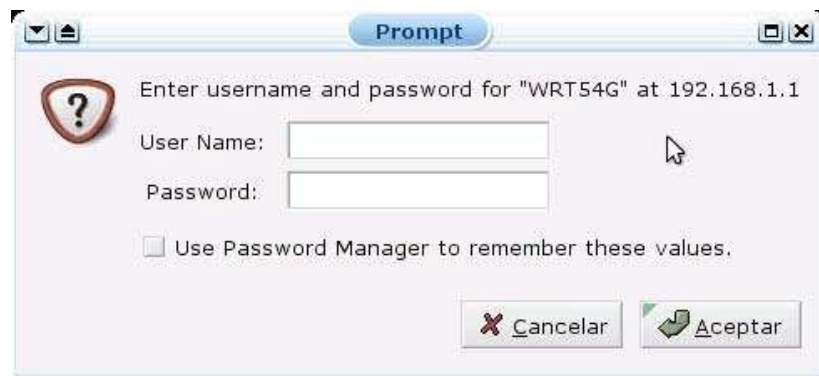 Prompt
Enter username and password for "WRT54G" at 192.168.1.1
User Name:
Password:
Use Password Manager to remember these values.
Cancelar
Aceptar